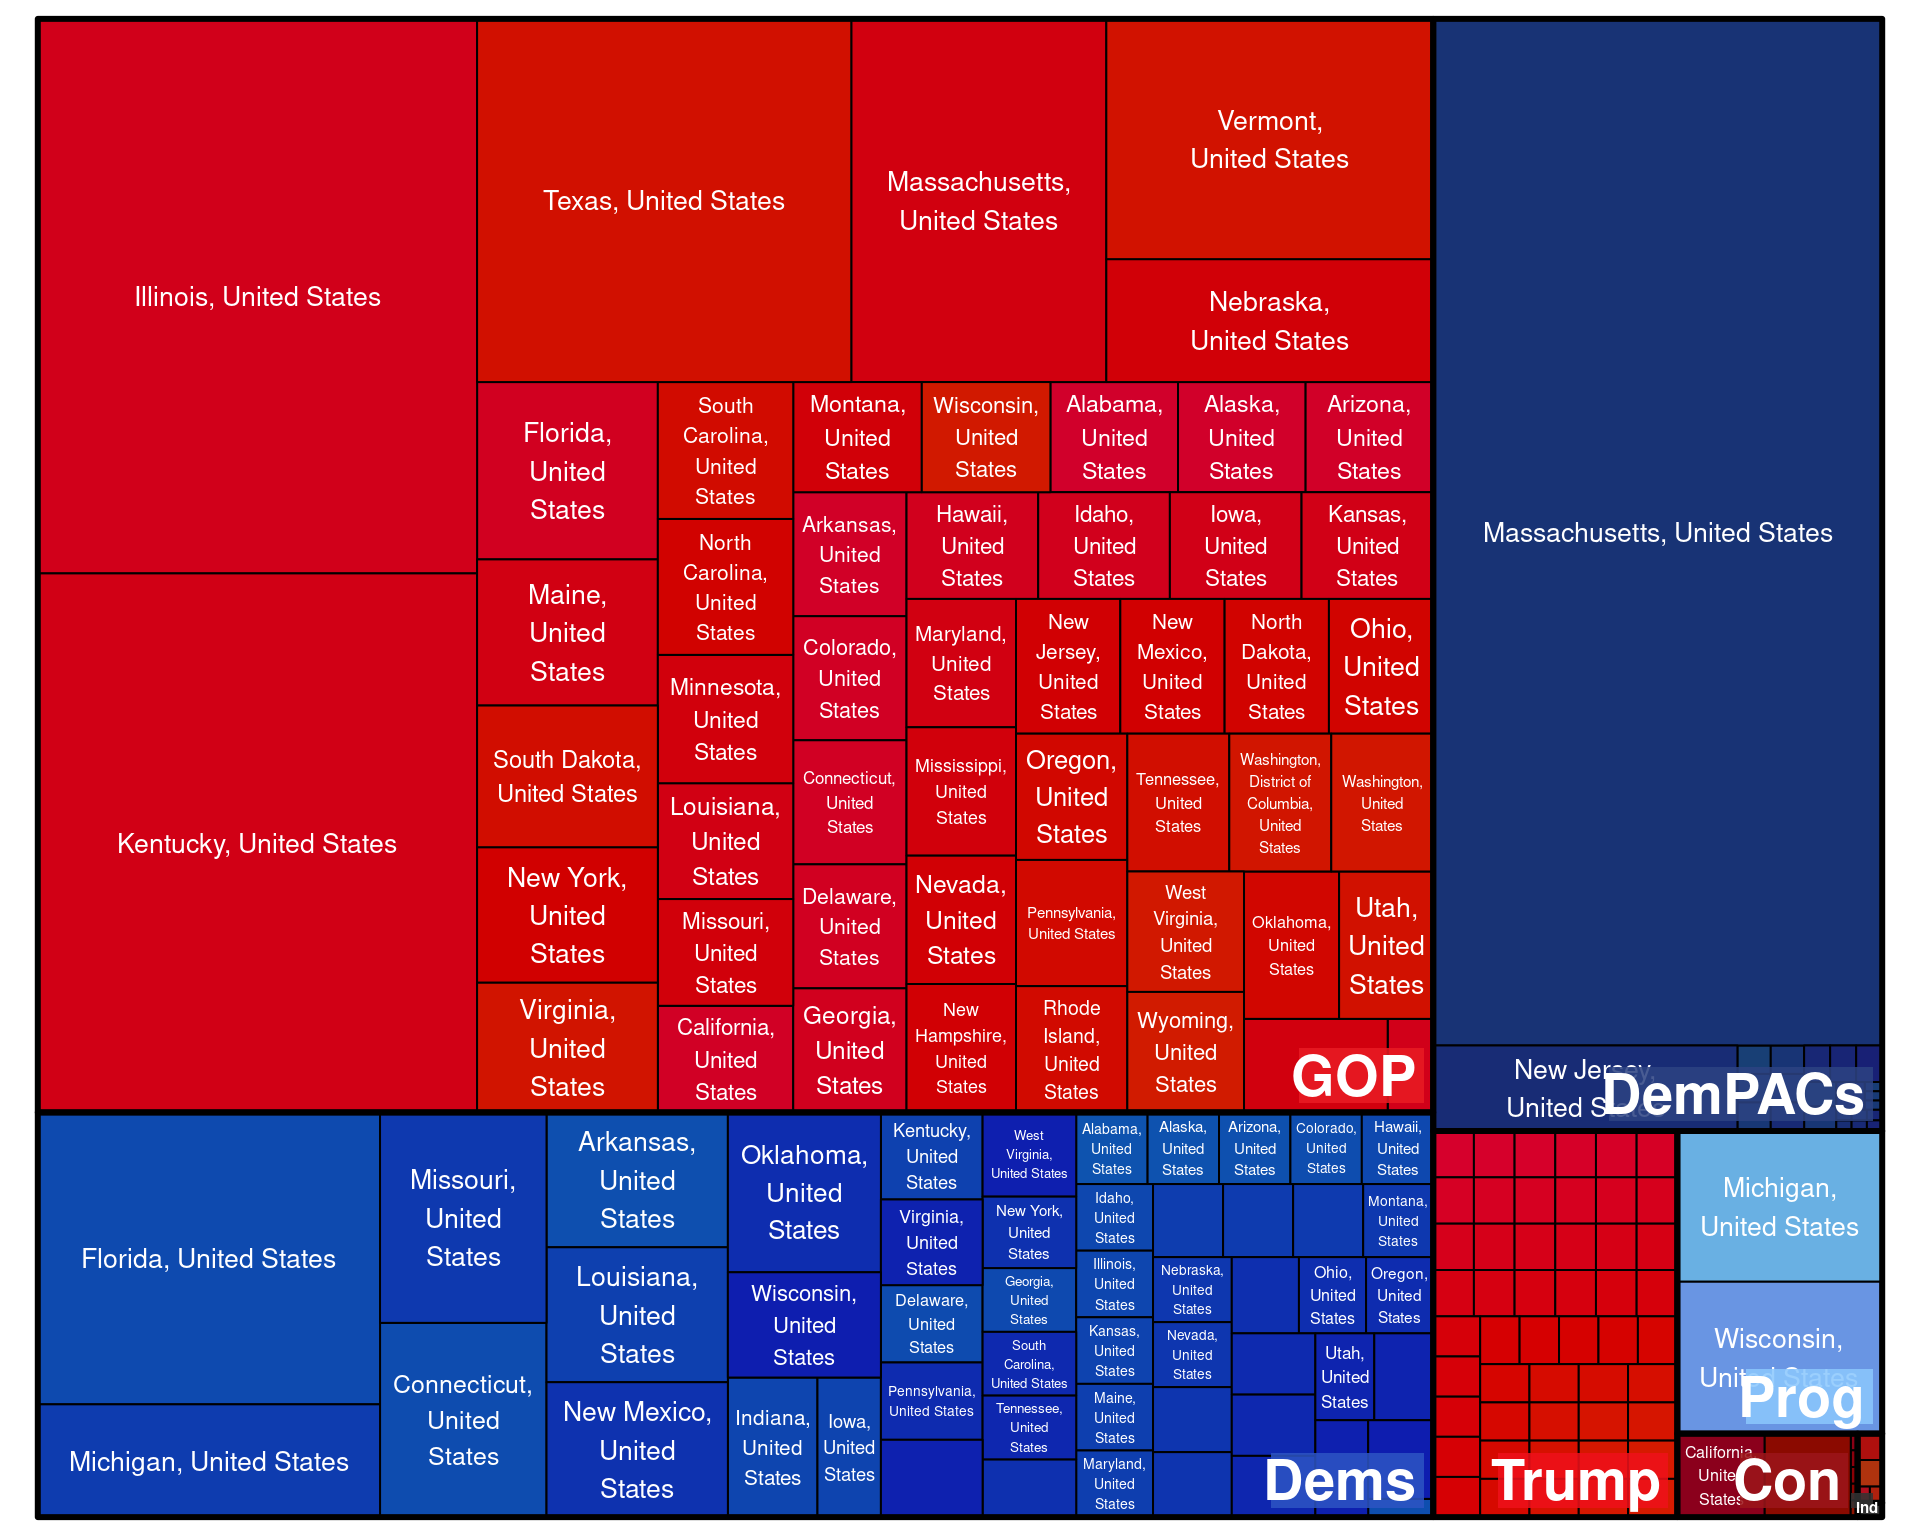 Illinois, United States
Kentucky, United States
Texas, United States
Massachusetts,
United States
Vermont,
United States
Nebraska,
United States
Florida,
United
States
Maine,
United
States
South Dakota,
United States
New York,
United
States
Virginia,
United
States
South
Carolina,
United
States
North
Carolina,
United
States
Minnesota,
United
States
Louisiana,
United
States
Missouri,
United
States
California,
United
States
Montana,
United
States
Wisconsin,
United
States
Alabama,
United
States
Alaska,
United
States
Arizona,
United
States
Arkansas,
United
States
Colorado,
United
States
Connecticut,
United
States
Delaware,
United
States
Georgia,
United
States
Hawaii,
United
States
Idaho,
United
States
Iowa,
United
States
Kansas,
United
States
Maryland,
United
States
Mississippi,
United
States
Nevada,
United
States
New
Hampshire,
United
States
New
Jersey,
United
States
New
Mexico,
United
States
North
Dakota,
United
States
Ohio,
United
States
Oregon,
United
States
Pennsylvania,
United States
Rhode
Island,
United
States
Tennessee,
United
States
Washington,
District of
Columbia,
United
States
Washington,
United
States
West
Virginia,
United
States
Wyoming,
United
States
Oklahoma,
United
States
Utah,
United
States
GOP
Massachusetts, United States
New Jersey,
United States
DemPACs
Florida, United States
Michigan, United States
Missouri,
United
States
Connecticut,
United
States
Arkansas,
United
States
Louisiana,
United
States
New Mexico,
United
States
Oklahoma,
United
States
Wisconsin,
United
States
Indiana,
United
States
Iowa,
United
States
Kentucky,
United
States
Virginia,
United
States
Delaware,
United
States
Pennsylvania,
United States
West
Virginia,
United States
New York,
United
States
Georgia,
United
States
South
Carolina,
United States
Tennessee,
United
States
Alabama,
United
States
Alaska,
United
States
Arizona,
United
States
Colorado,
United
States
Hawaii,
United
States
Idaho,
United
States
Illinois,
United
States
Kansas,
United
States
Maine,
United
States
Maryland,
United
States
Montana,
United
States
Nebraska,
United
States
Nevada,
United
States
Ohio,
United
States
Oregon,
United
States
Utah,
United
States
Dems
Trump
Michigan,
United States
Wisconsin,
United States
Prog
California,
United
States
Con
Ind